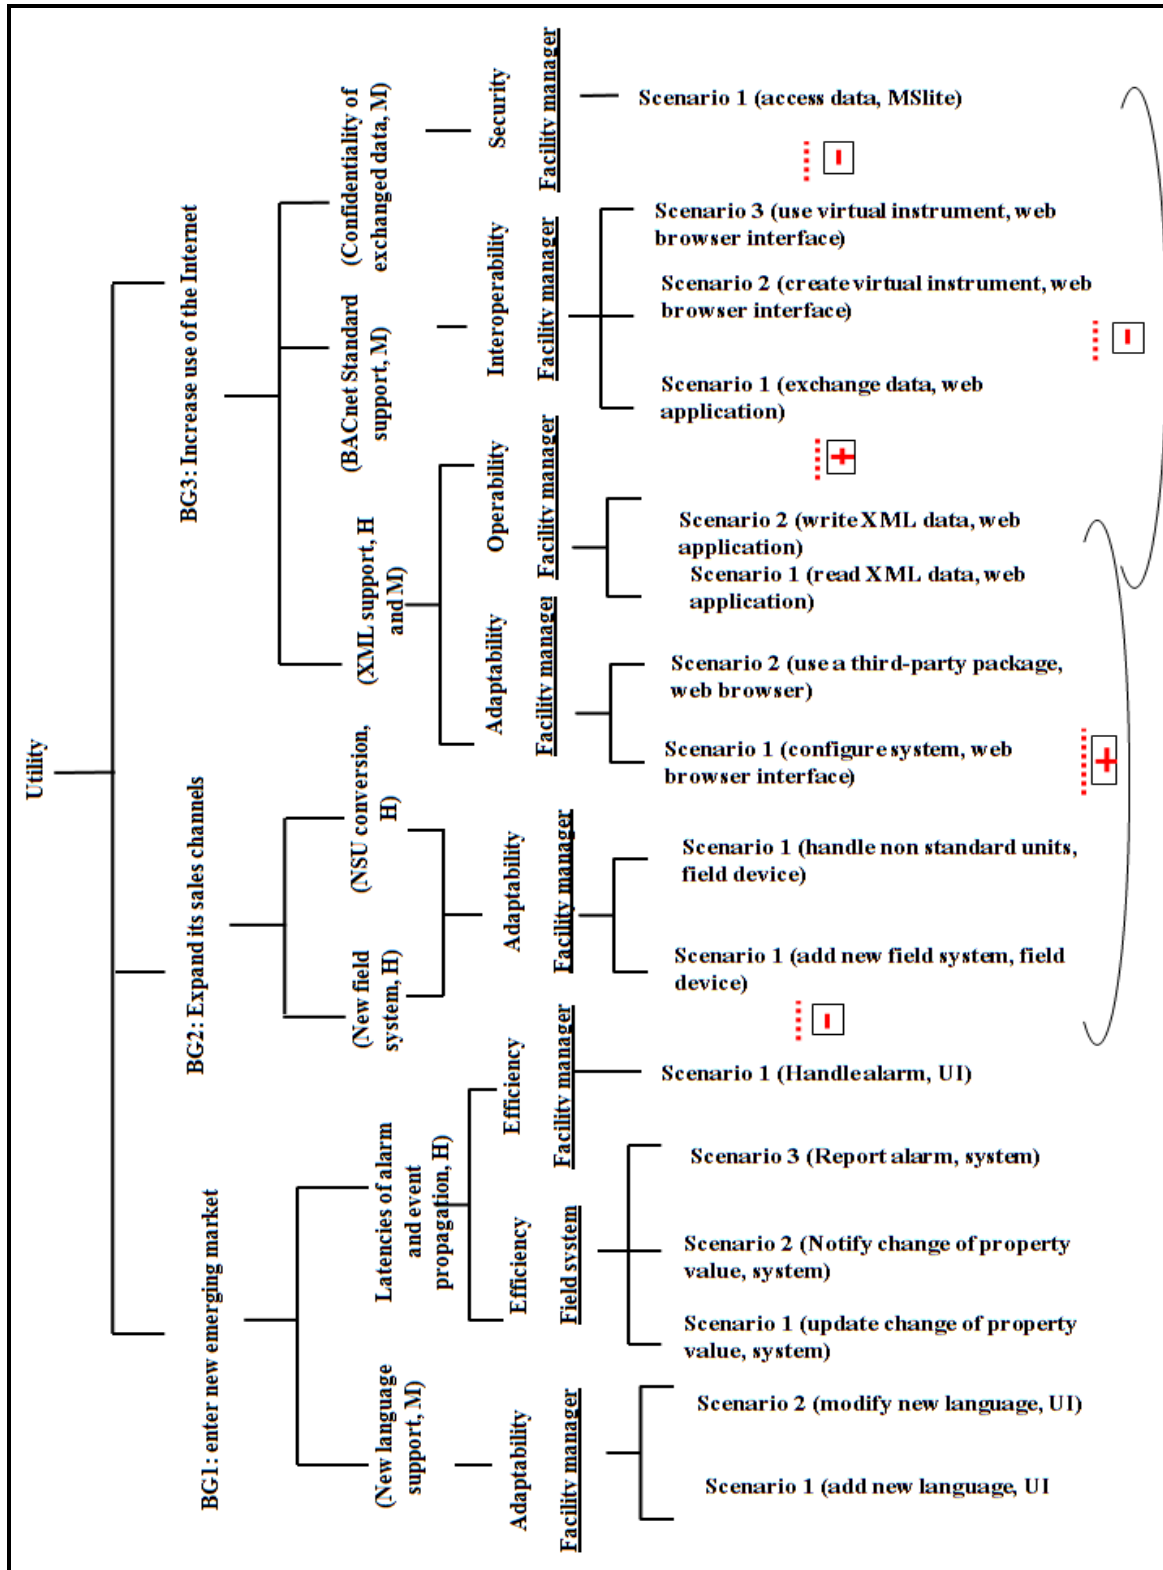 Utility
BG1: enter new emerging market
BG2: Expand its sales channels
BG3: Increase use of the Internet
(New language
support, M)
Latencies of alarm
and event
propagation, H)
(New field
system, H)
(NSU conversion,
H)
(XML support, H
and M)
(BACnet Standard
support, M)
(Confidentiality of
exchanged data, M)
Adaptability
Efficiency
Efficiency
Adaptability
Adaptability
Operability
Interoperability
Security
Facility manager
Field system
Facility manager
Facility manager
Facility manager
Facility manager
Facility manager
Facility manager
Scenario 1 (access data, MSlite)
-
Scenario 3 (use virtual instrument, web
browser interface)
Scenario 2 (create virtual instrument, web
browser interface)
-
Scenario 1 (exchange data, web
application)
+
Scenario 2 (write XML data, web
application)
Scenario 1 (read XML data, web
application)
Scenario 2 (use a third-party package,
web browser)
Scenario 1 (configure system, web
browser interface)
+
Scenario 1 (handle non standard units,
field device)
Scenario 1 (add new field system, field
device)
-
Scenario 1 (Handle alarm, UI)
Scenario 3 (Report alarm, system)
Scenario 2 (Notify change of property
value, system)
Scenario 1 (update change of property
value, system)
Scenario 2 (modify new language, UI)
Scenario 1 (add new language, UI